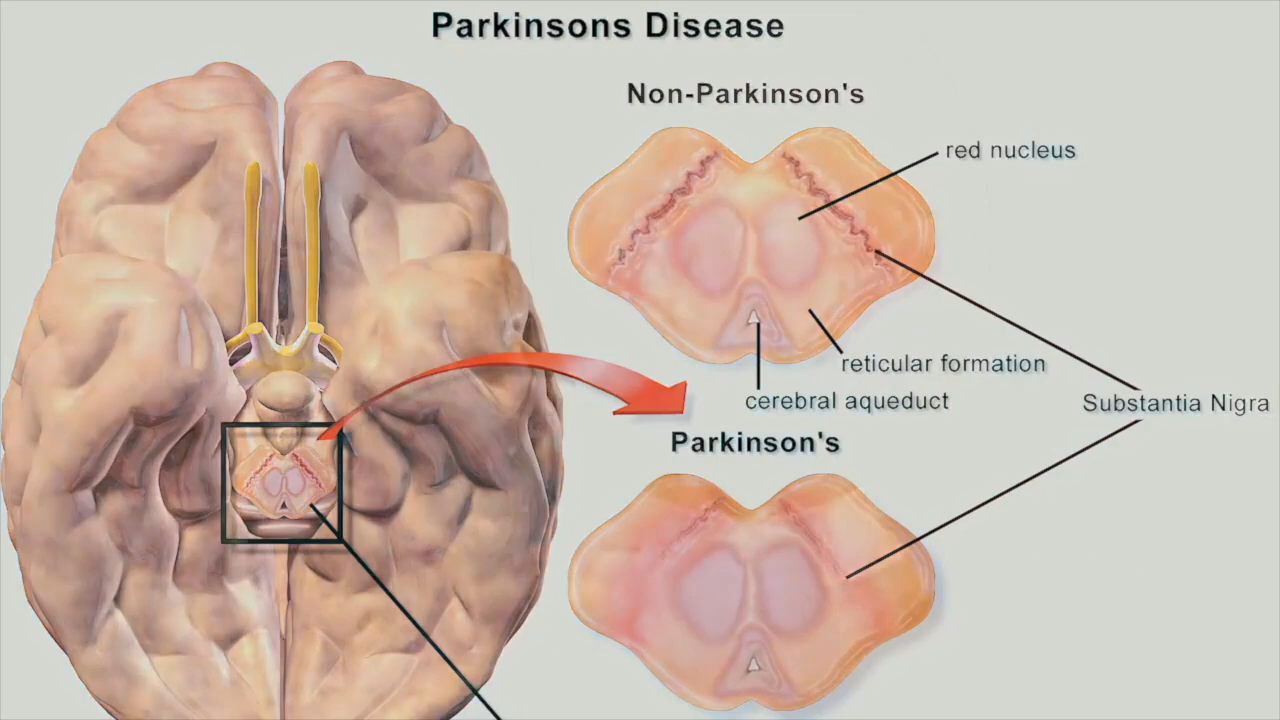 Parkinsons Disease
Non-Parkinson's
red nucleus
reticular formation
cerebral aqueduct
Substantia Nigra
Parkinson's